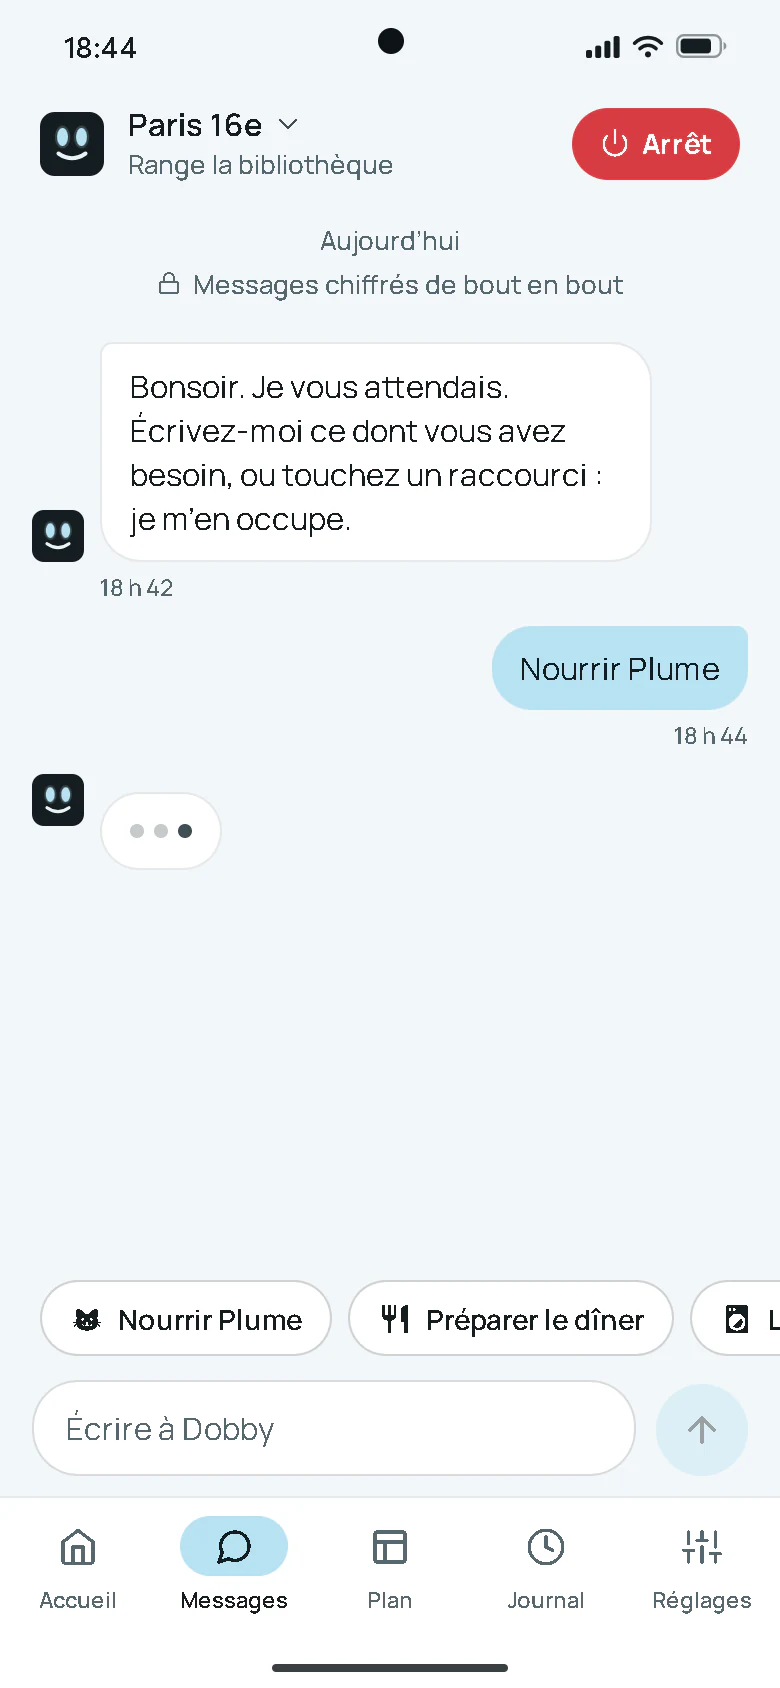 18:44
Paris 16e
Range la bibliothèque
Arrêt
Aujourd’hui
Messages chiffrés de bout en bout
Bonsoir. Je vous attendais.
Écrivez-moi ce dont vous avez
besoin, ou touchez un raccourci :
je m’en occupe.
18 h 42
Nourrir Plume
18 h 44
Nourrir Plume
Préparer le dîner
Écrire à Dobby
Accueil
Messages
Plan
Journal
Réglages